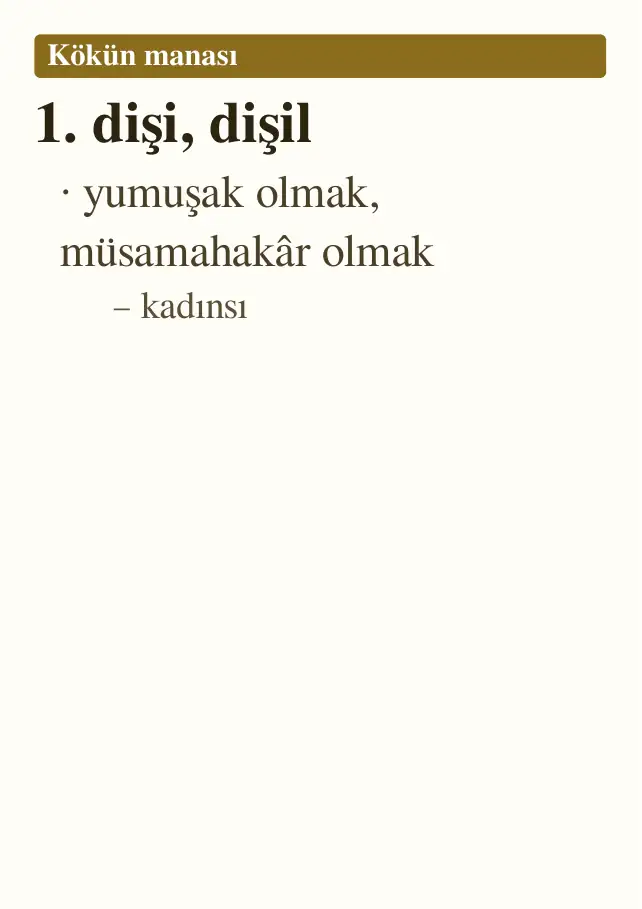 Kökün manası
1. dişi, dişil
· yumuşak olmak,
müsamahakâr olmak
– kadınsı